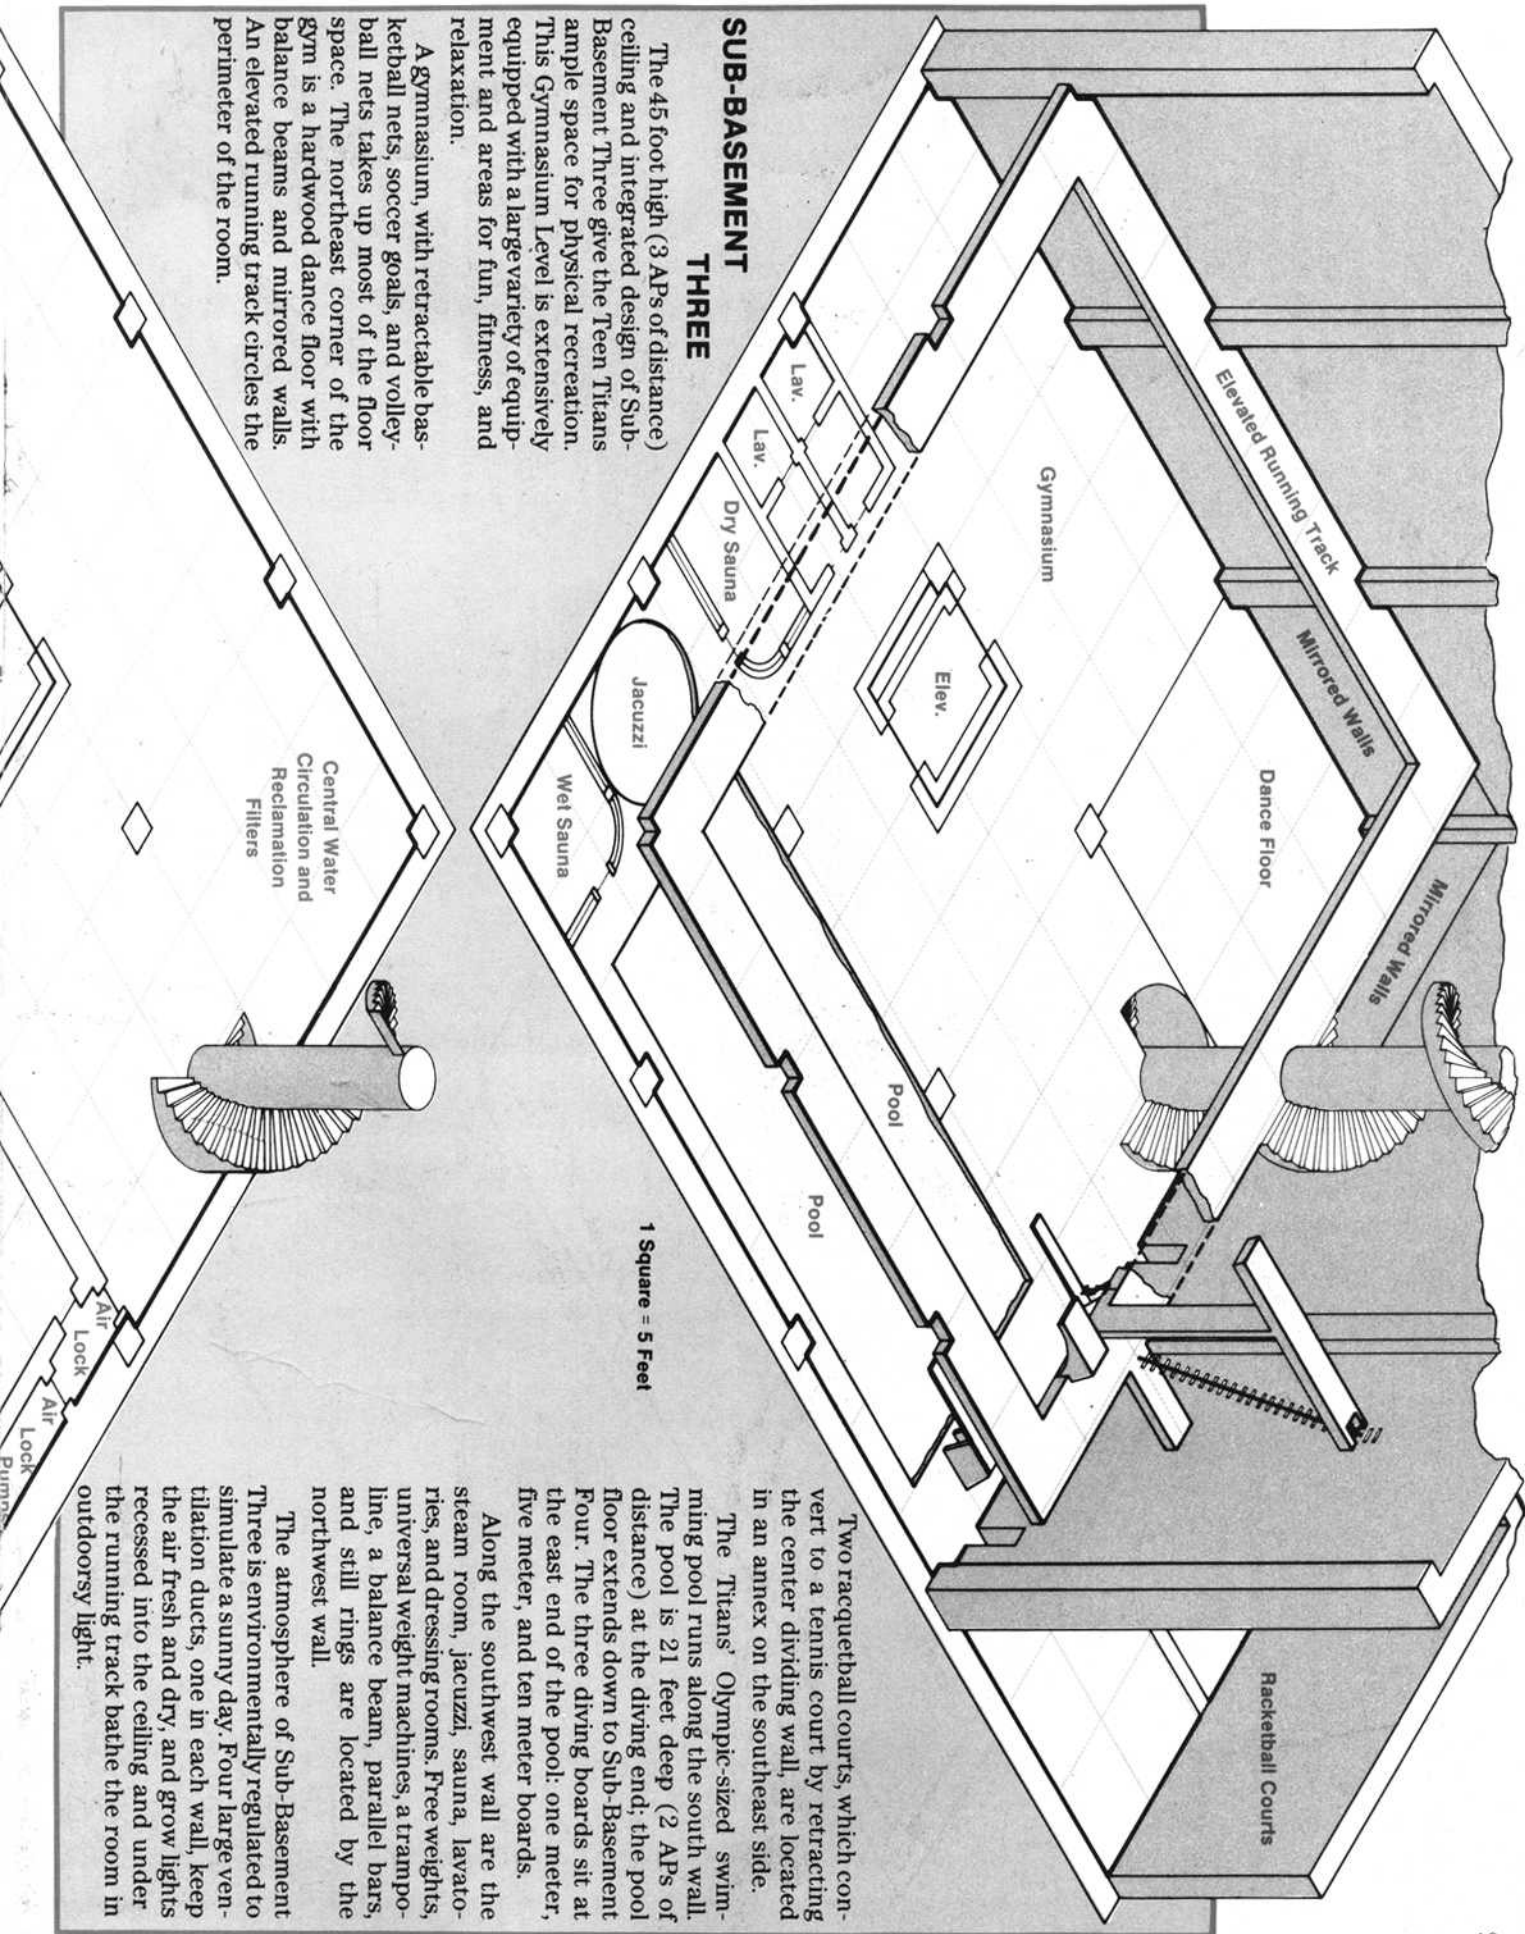 SUB-BASEMENT
THREE
The 45 foot high (3 APs of distance)
ceiling and integrated design of Sub-
Basement Three give the Teen Titans
ample space for physical recreation.
This Gymnasium Level is extensively
equipped with a large variety of equip-
ment and areas for fun, fitness, and
relaxation.
A gymnasium, with retractable bas-
ketball nets, soccer goals, and volley-
ball nets takes up most of the floor
space. The northeast corner of the
gym is a hardwood dance floor with
balance beams and mirrored walls.
An elevated running track circles the
perimeter of the room.
Two racquetball courts, which con-
vert to a tennis court by retracting
the center dividing wall, are located
in an annex on the southeast side.
The Titans' Olympic-sized swim-
ming pool runs along the south wall.
The pool is 21 feet deep (2 APs of
distance) at the diving end; the pool
floor extends down to Sub-Basement
Four. The three diving boards sit at
the east end of the pool: one meter,
five meter, and ten meter boards.
Along the southwest wall are the
steam room, jacuzzi, sauna, lavato-
ries, and dressing rooms. Free weights,
universal weight machines, a trampo-
line, a balance beam, parallel bars,
and still rings are located by the
northwest wall.
The atmosphere of Sub-Basement
Three is environmentally regulated to
simulate a sunny day. Four large ven-
tilation ducts, one in each wall, keep
the air fresh and dry, and grow lights
recessed into the ceiling and under
the running track bathe the room in
outdoorsy light.
Elevated Running Track
Mirrored Walls
Mirrored Walls
Gymnasium
Dance Floor
Elev.
Lav.
Lav.
Dry Sauna
Jacuzzi
Wet Sauna
Pool
Pool
Racketball Courts
1 Square = 5 Feet
Central Water
Circulation and
Reclamation
Filters
Air
Lock
Air
Lock
Pumps